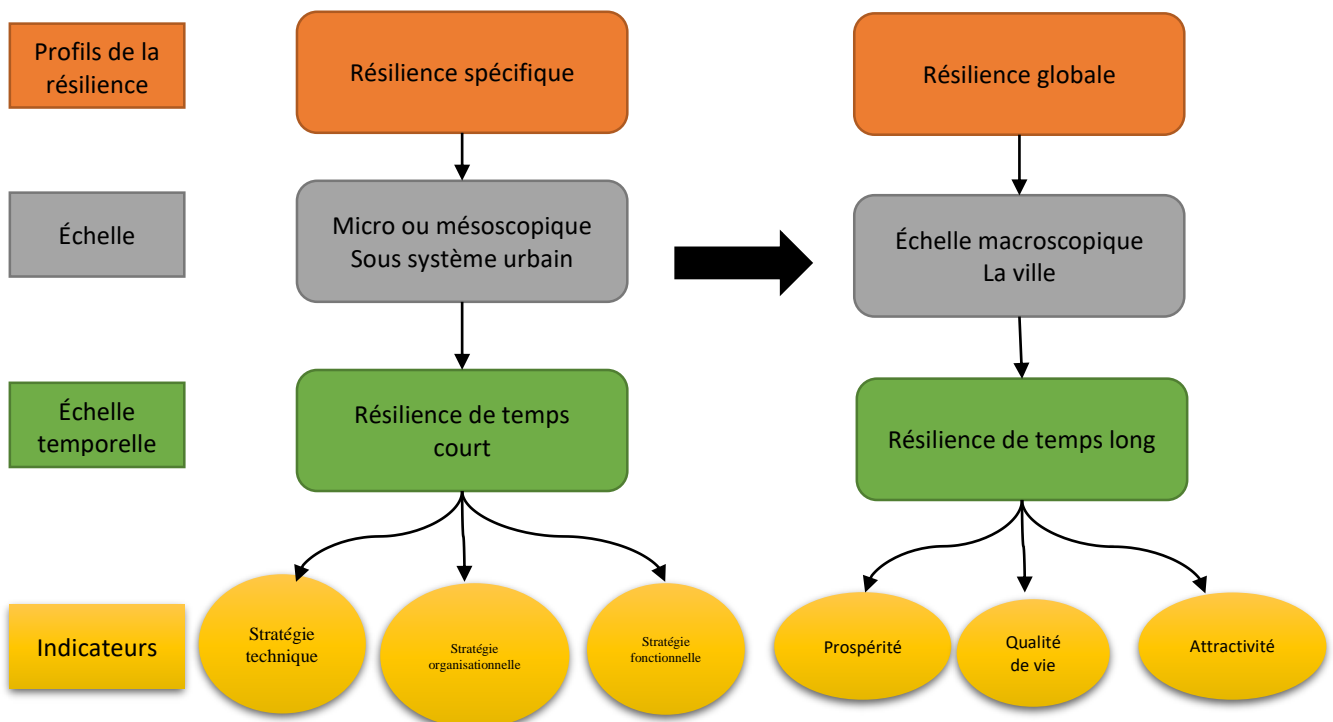 Profils de la
résilience
Résilience spécifique
Résilience globale
Échelle
Micro ou mésoscopique
Sous système urbain
Échelle macroscopique
La ville
Échelle
temporelle
Résilience de temps
court
Résilience de temps long
Indicateurs
Stratégie
technique
Stratégie
organisationnelle
Stratégie
fonctionnelle
Prospérité
Qualité
de vie
Attractivité